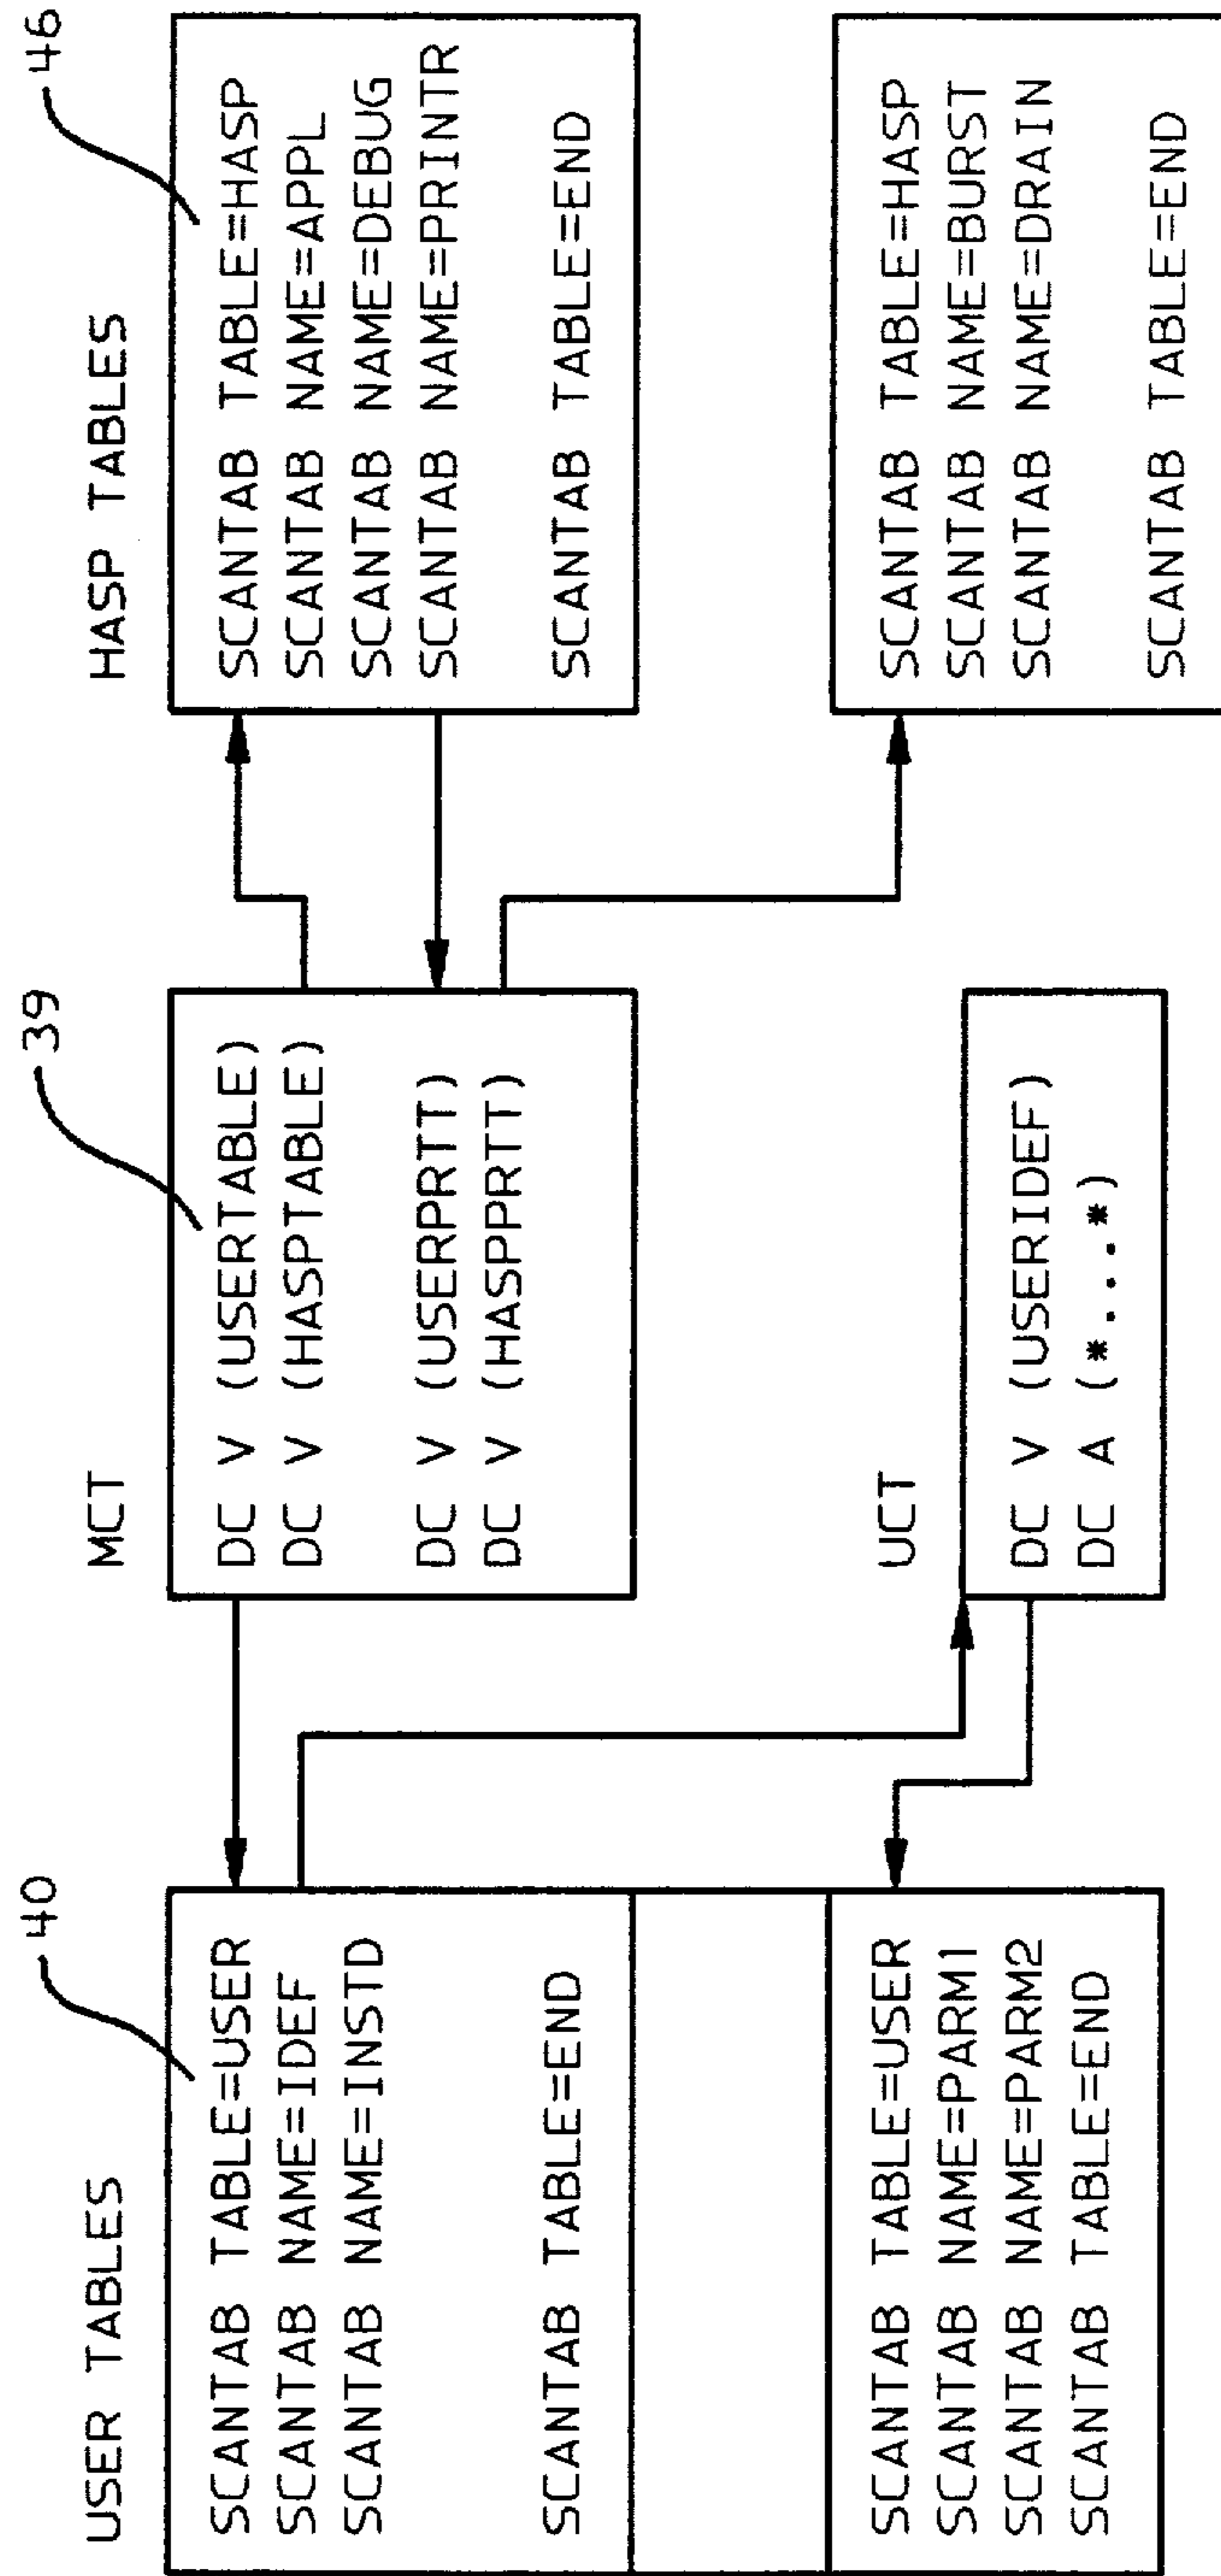 USER TABLES
40
SCANTAB TABLE=USER
SCANTAB NAME=IDEF
SCANTAB NAME=INSTD
SCANTAB TABLE=END
SCANTAB TABLE=USER
SCANTAB NAME=PARM1
SCANTAB NAME=PARM2
SCANTAB TABLE=END
MCT
39
DC V (USERTABLE)
DC V (HASPTABLE)
DC V (USERPRTT)
DC V (HASPPRTT)
UCT
DC V (USERIDEF)
DC A (*...*)
HASP TABLES
46
SCANTAB TABLE=HASP
SCANTAB NAME=APPL
SCANTAB NAME=DEBUG
SCANTAB NAME=PRINTR
SCANTAB TABLE=END
SCANTAB TABLE=HASP
SCANTAB NAME=BURST
SCANTAB NAME=DRAIN
SCANTAB TABLE=END